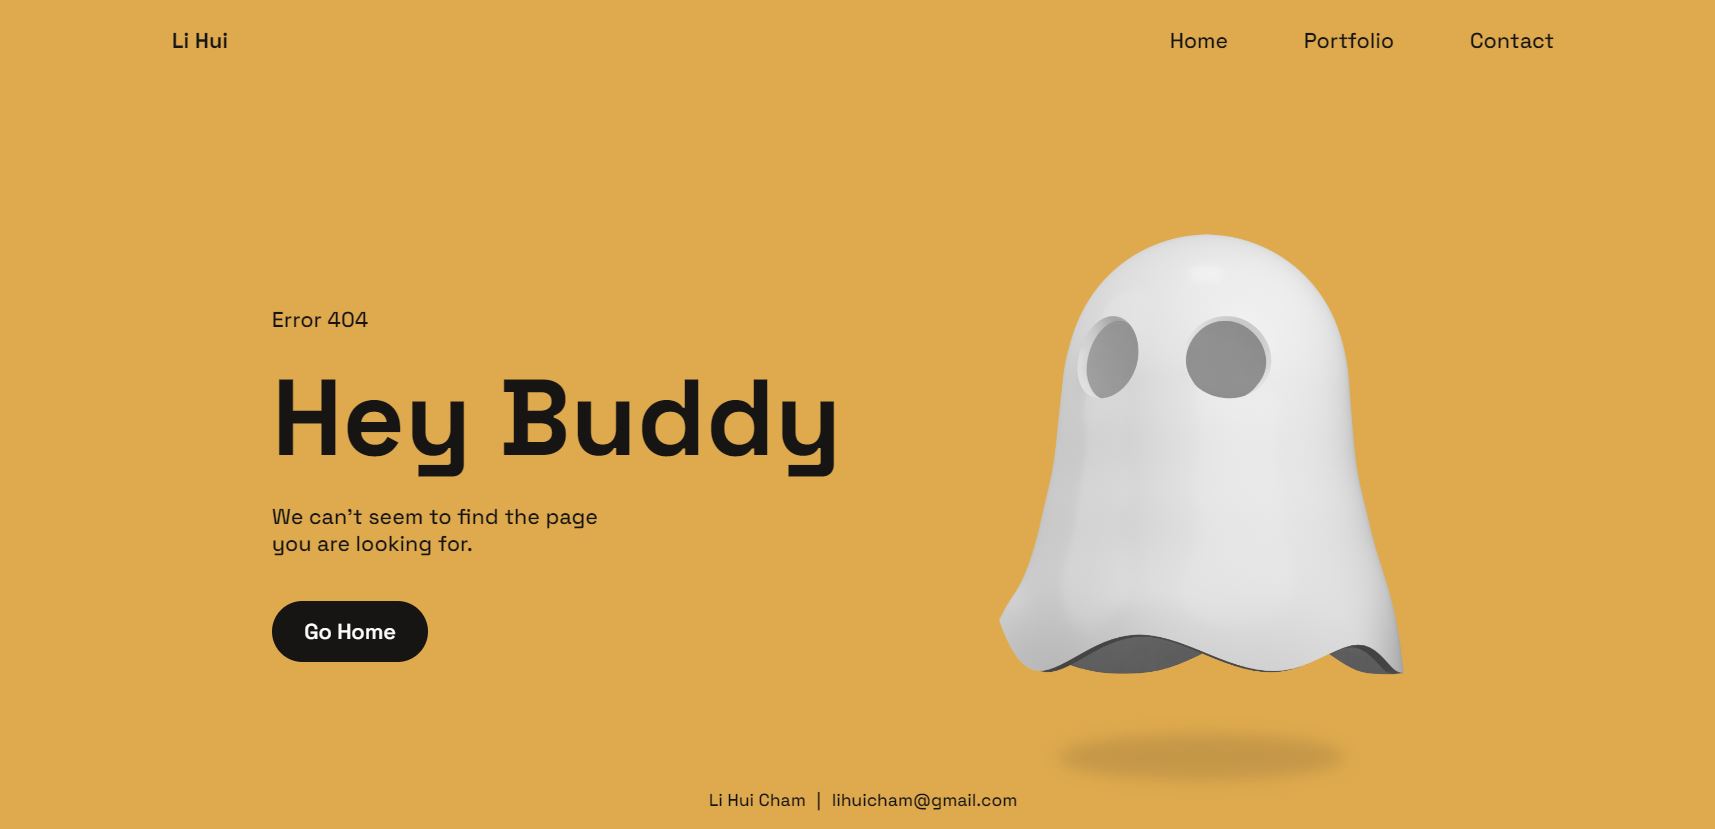 Li Hui
Home
Portfolio
Contact
Error 404
Hey Buddy
We can’t seem to find the page
you are looking for.
Go Home
Li Hui Cham | lihuicham@gmail.com